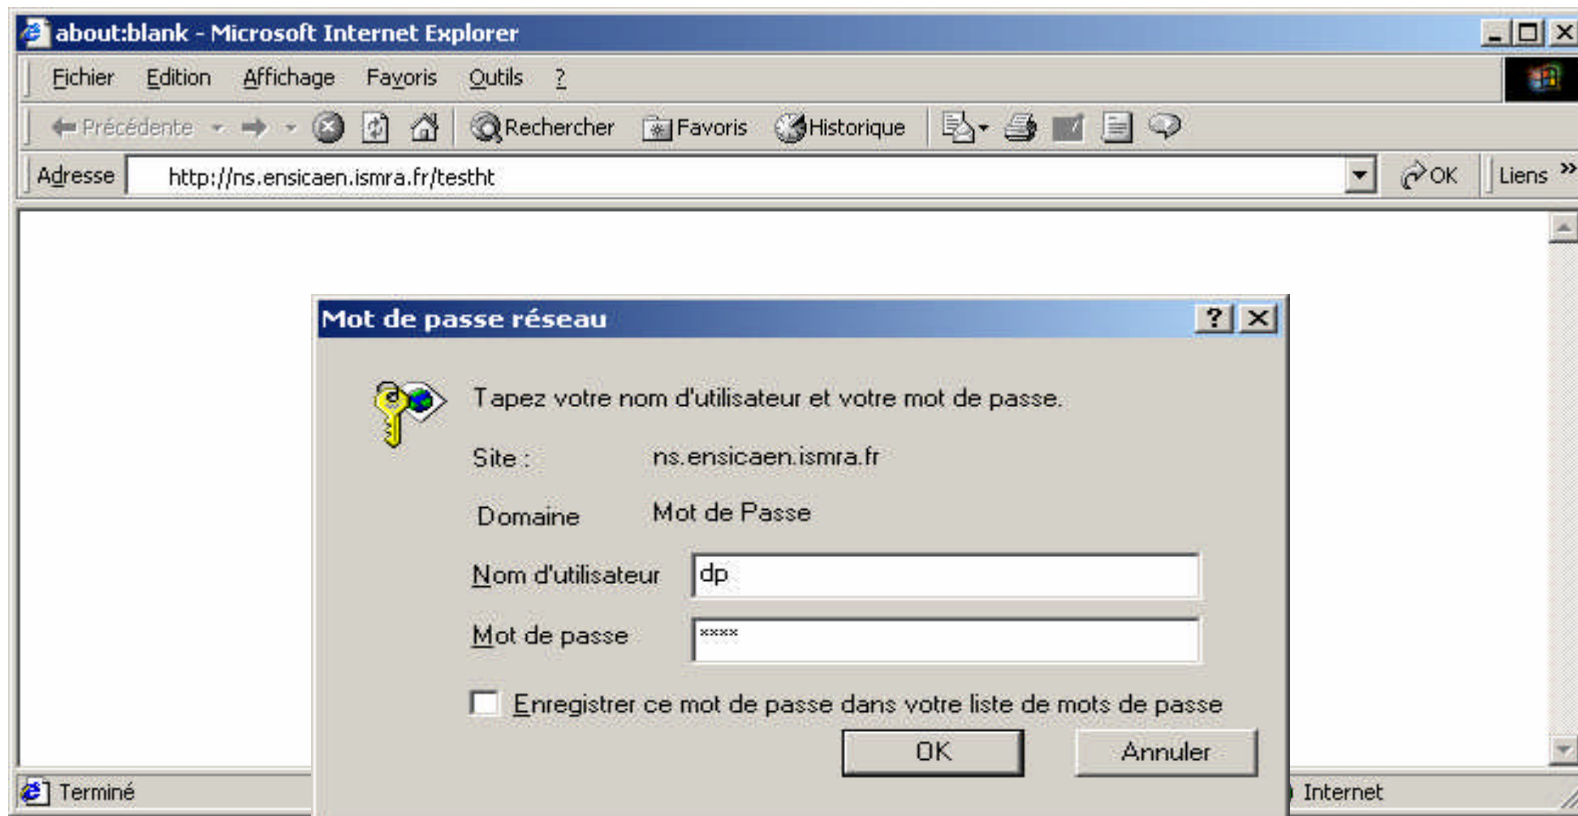 about:blank - Microsoft Internet Explorer
Fichier Edition Affichage Favoris Outils ?
Précédente Rechercher Favoris Historique
Adresse http://ns.ensicaen.ismra.fr/testht OK Liens »
Mot de passe réseau
Tapez votre nom d'utilisateur et votre mot de passe.
Site : ns.ensicaen.ismra.fr
Domaine Mot de Passe
Nom d'utilisateur dp
Mot de passe ****
Enregistrer ce mot de passe dans votre liste de mots de passe
OK Annuler
Terminé Internet